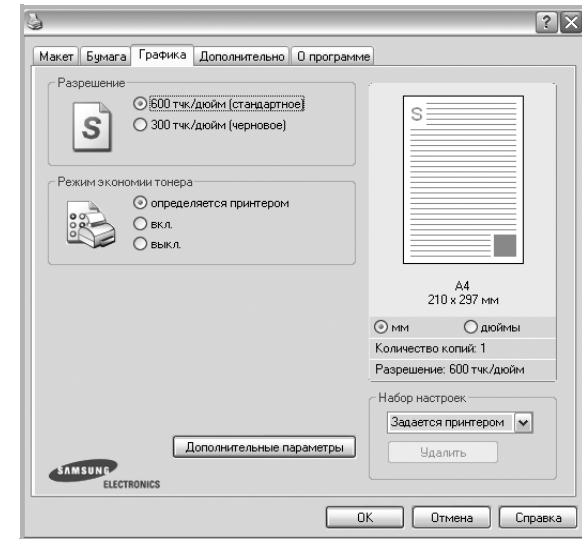 Макет Бумага Графика Дополнительно О программе
Разрешение
S
600 тчк/дюйм (стандартное)
300 тчк/дюйм (черновое)
Режим экономии тонера
определяется принтером
вкл.
выкл.
S
A4
210 x 297 мм
мм дюймы
Количество копий: 1
Разрешение: 600 тчк/дюйм
Набор настроек
Задается принтером
Удалить
Дополнительные параметры
SAMSUNG
ELECTRONICS
OK Отмена Справка